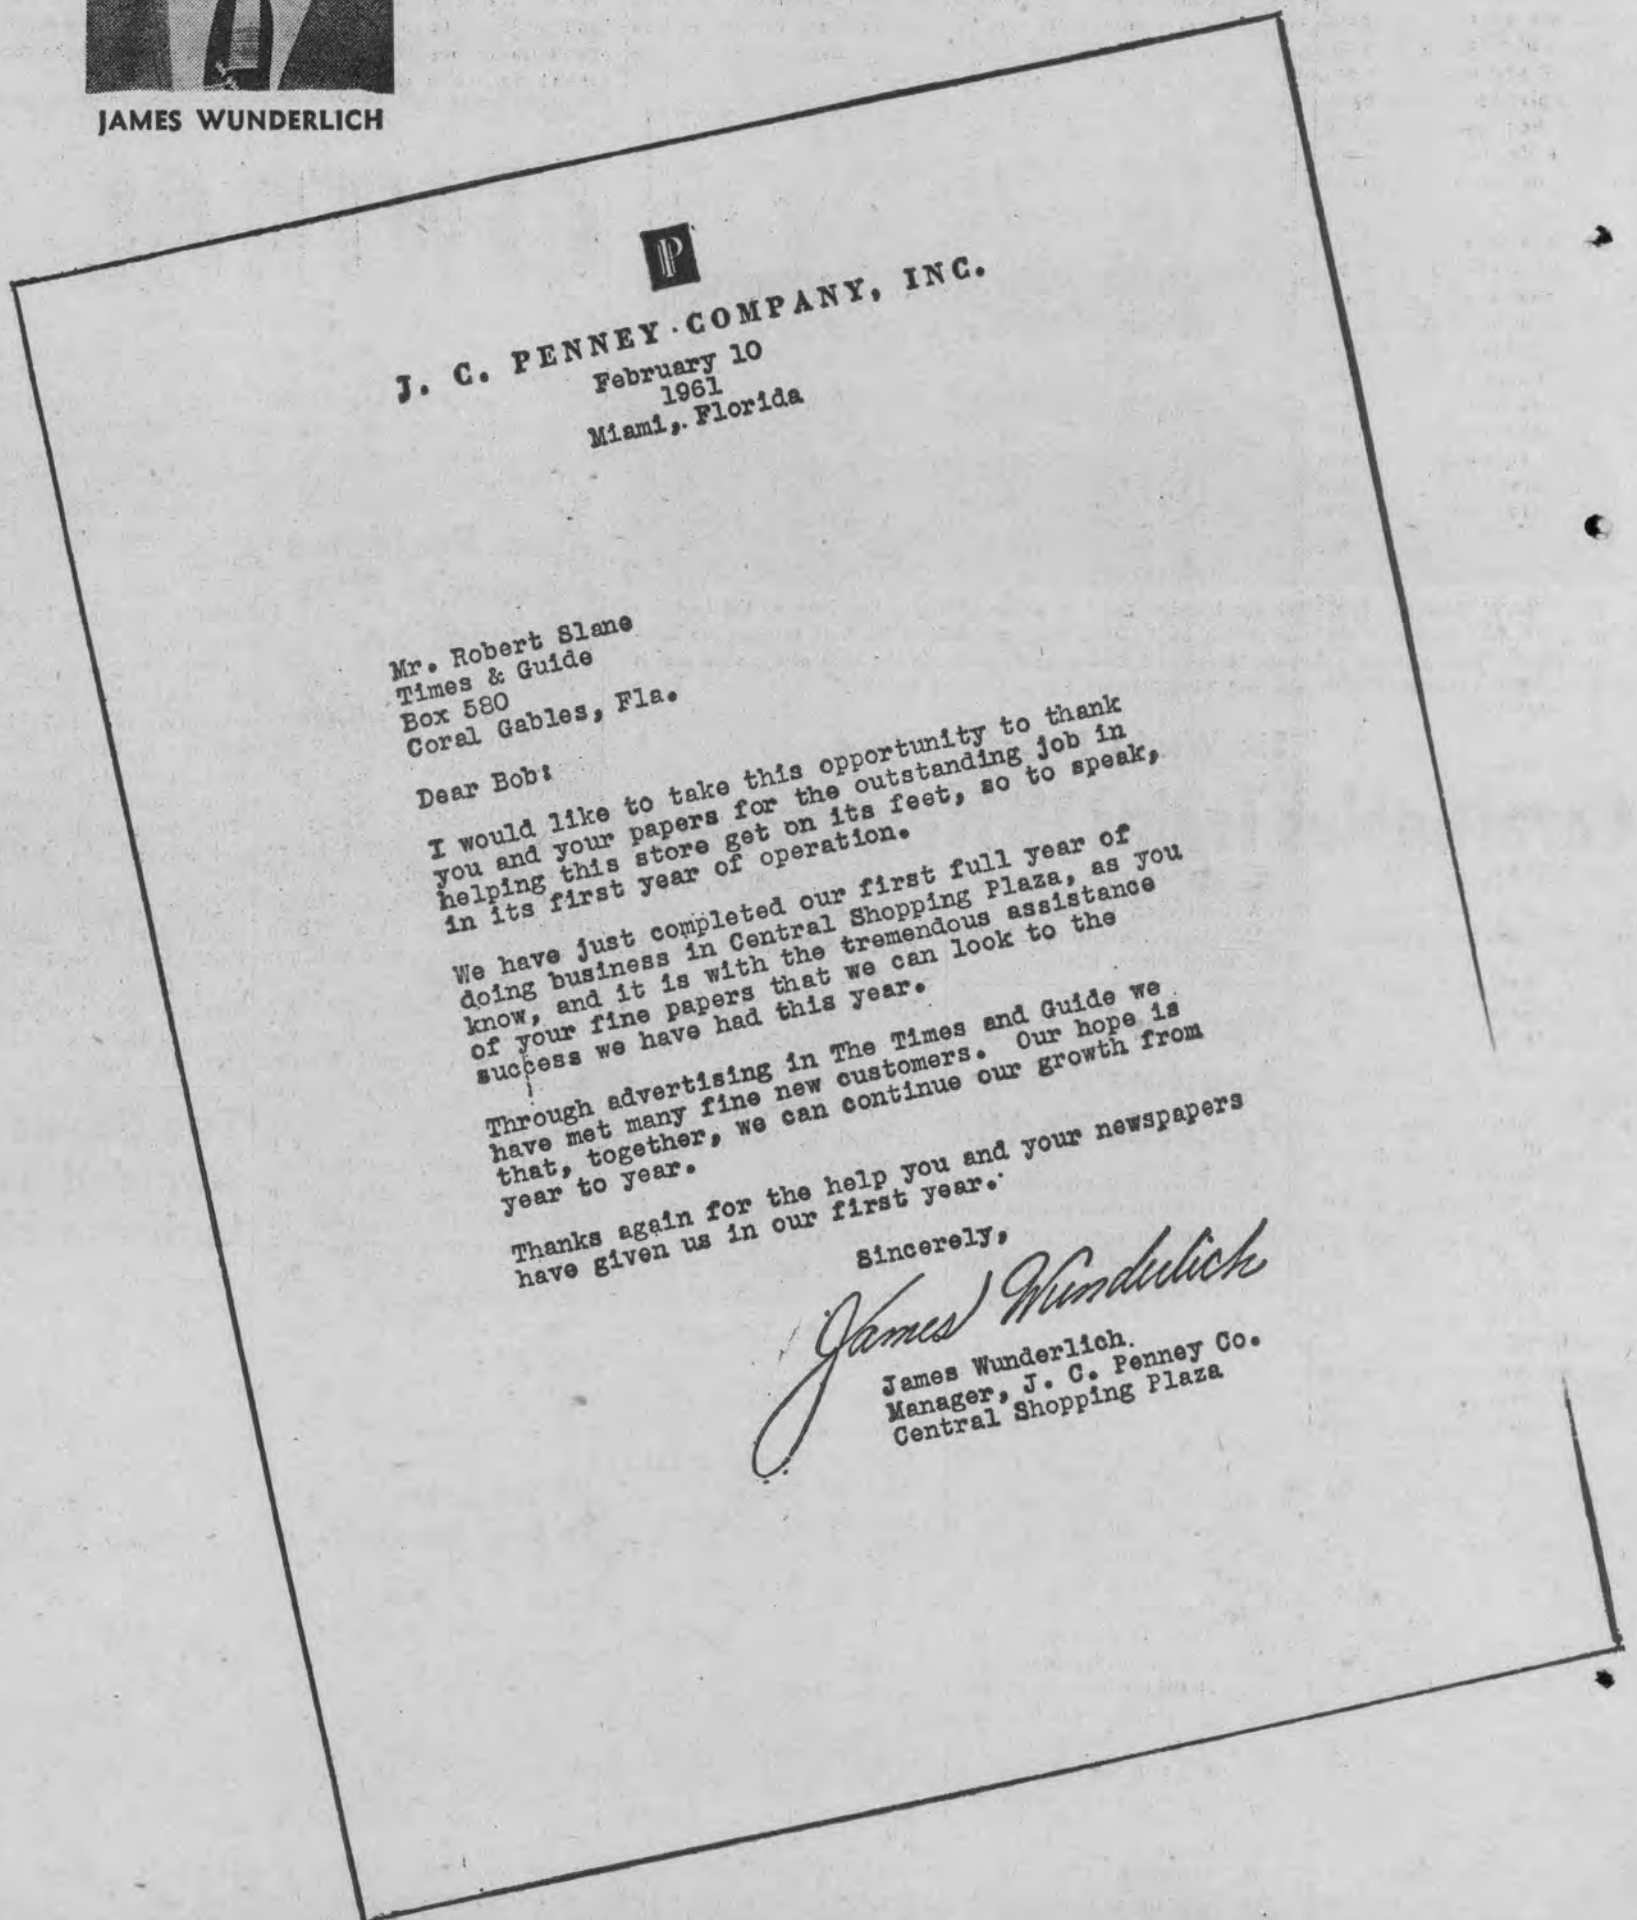 JAMES WUNDERLICH
P
J. C. PENNEY COMPANY, INC.
February 10
1961
Miami, Florida
Mr. Robert Slane
Times & Guide
Box 580
Coral Gables, Fla.
Dear Bob:
I would like to take this opportunity to thank
you and your papers for the outstanding job in
helping this store get on its feet, so to speak,
in its first year of operation.
We have just completed our first full year of
doing business in Central Shopping Plaza, as you
know, and it is with the tremendous assistance
of your fine papers that we can look to the
success we have had this year.
Through advertising in The Times and Guide we
have met many fine new customers. Our hope is
that, together, we can continue our growth from
year to year.
Thanks again for the help you and your newspapers
have given us in our first year.
Sincerely,
James Wunderlich
James Wunderlich
Manager, J. C. Penney Co.
Central Shopping Plaza